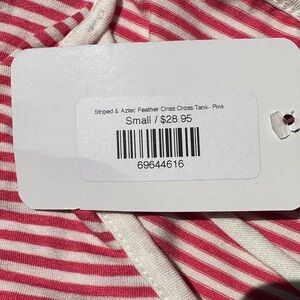 Striped & Aztec Feather Criss Cross Tank- Pink
Small / $28.95
69644616